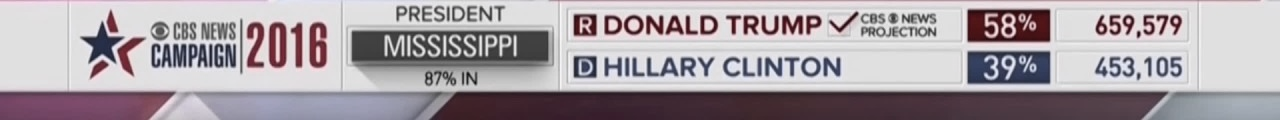 CBS NEWS
CAMPAIGN
2016
PRESIDENT
MISSISSIPPI
87% IN
R DONALD TRUMP CBS NEWS PROJECTION 58% 659,579
D HILLARY CLINTON 39% 453,105